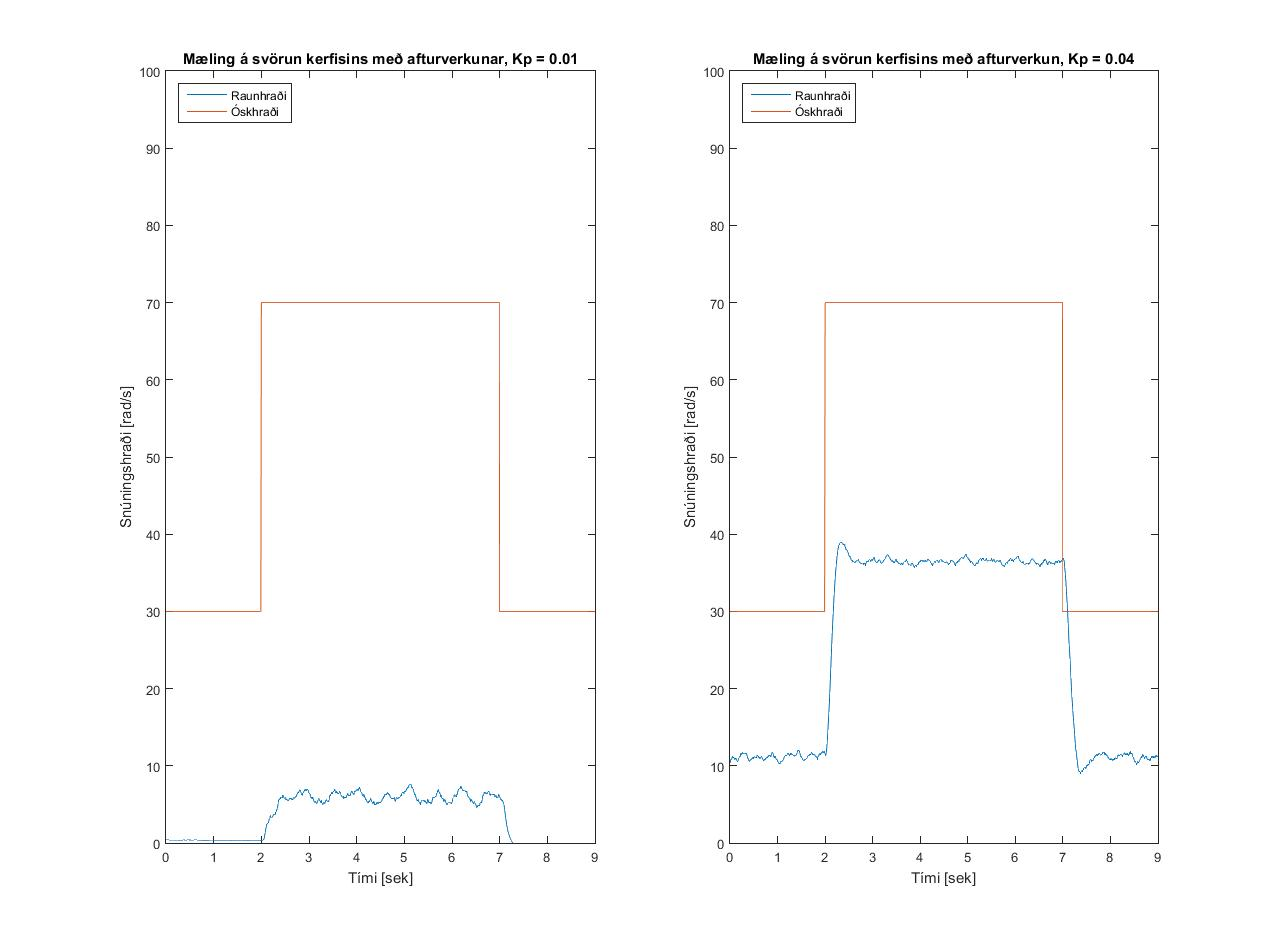 Mæling á svörun kerfisins með afturverkunar, Kp = 0.01
100
90
80
70
60
50
40
30
20
10
0
Raunhraði
Óskhraði
Snúningshraði [rad/s]
0 1 2 3 4 5 6 7 8 9
Tími [sek]
Mæling á svörun kerfisins með afturverkun, Kp = 0.04
100
90
80
70
60
50
40
30
20
10
0
Raunhraði
Óskhraði
Snúningshraði [rad/s]
0 1 2 3 4 5 6 7 8 9
Tími [sek]